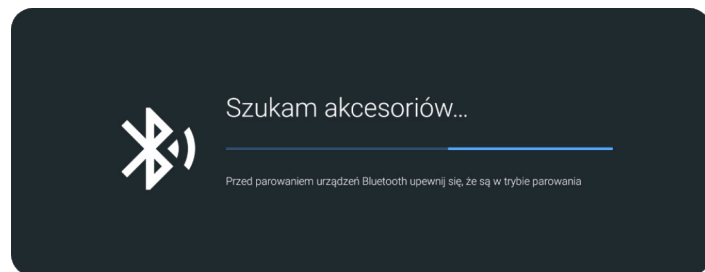 Szukam akcesoriów...
Przed parowaniem urządzeń Bluetooth upewnij się, że są w trybie parowania